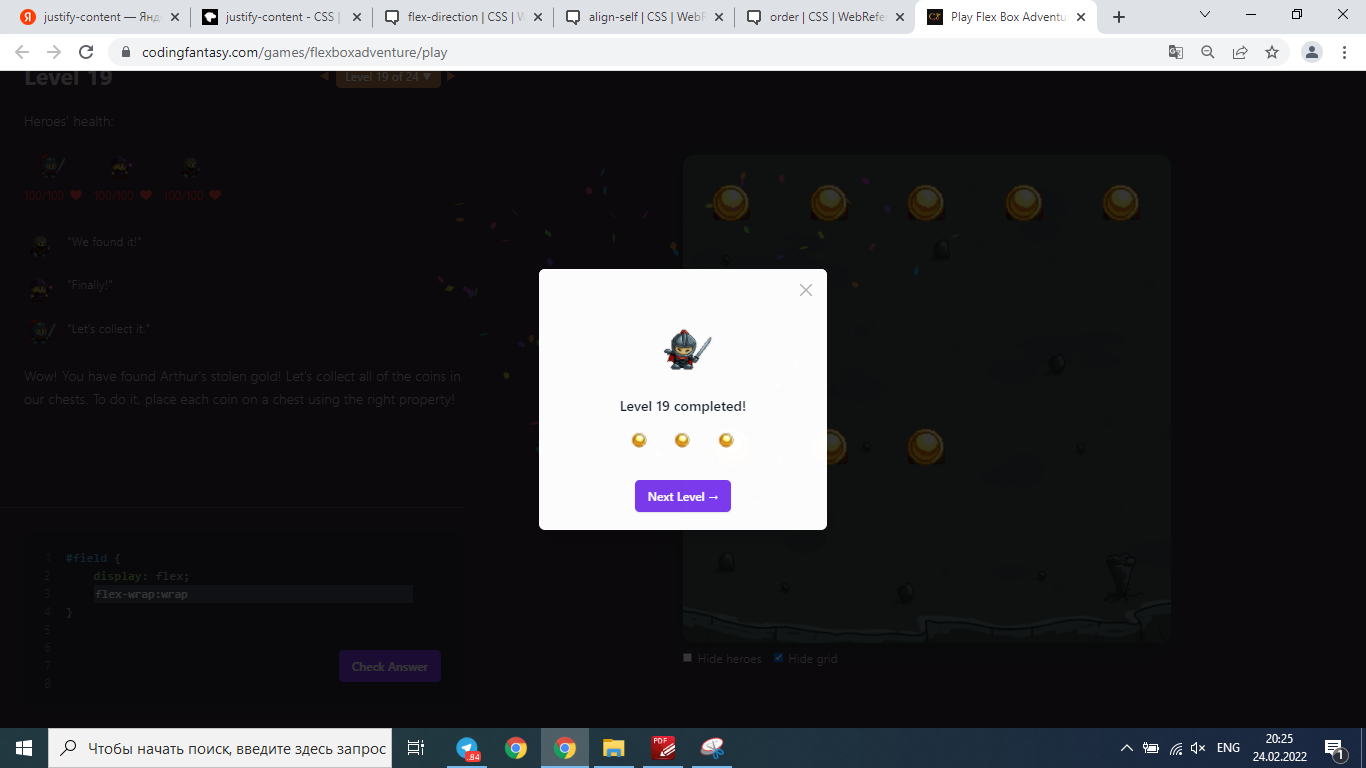 justify-content — Янд
justify-content - CSS |
flex-direction | CSS | W
align-self | CSS | WebR
order | CSS | WebRefe
Play Flex Box Adventu
codingfantasy.com/games/flexboxadventure/play
Level 19
Level 19 of 24 ▼
Heroes' health:
100/100 100/100 100/100
"We found it!"
"Finally!"
"Let's collect it."
Wow! You have found Arthur's stolen gold! Let's collect all of the coins in
our chests. To do it, place each coin on a chest using the right property!
Level 19 completed!
Next Level →
1 #field {
2 display: flex;
3 flex-wrap:wrap
4 }
5
6
7
8
Check Answer
Hide heroes Hide grid
Чтобы начать поиск, введите здесь запрос
84
PDF
ENG
20:25
24.02.2022
1